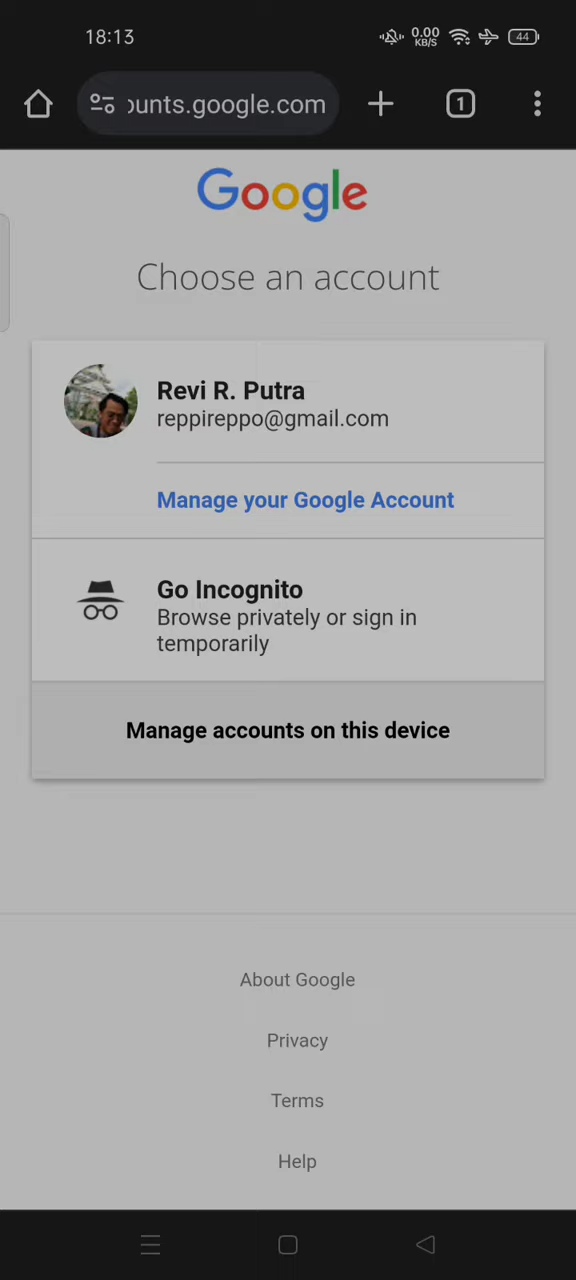 18:13
0.00
KB/S
44
ounts.google.com
1
Google
Choose an account
Revi R. Putra
reppireppo@gmail.com
Manage your Google Account
Go Incognito
Browse privately or sign in
temporarily
Manage accounts on this device
About Google
Privacy
Terms
Help